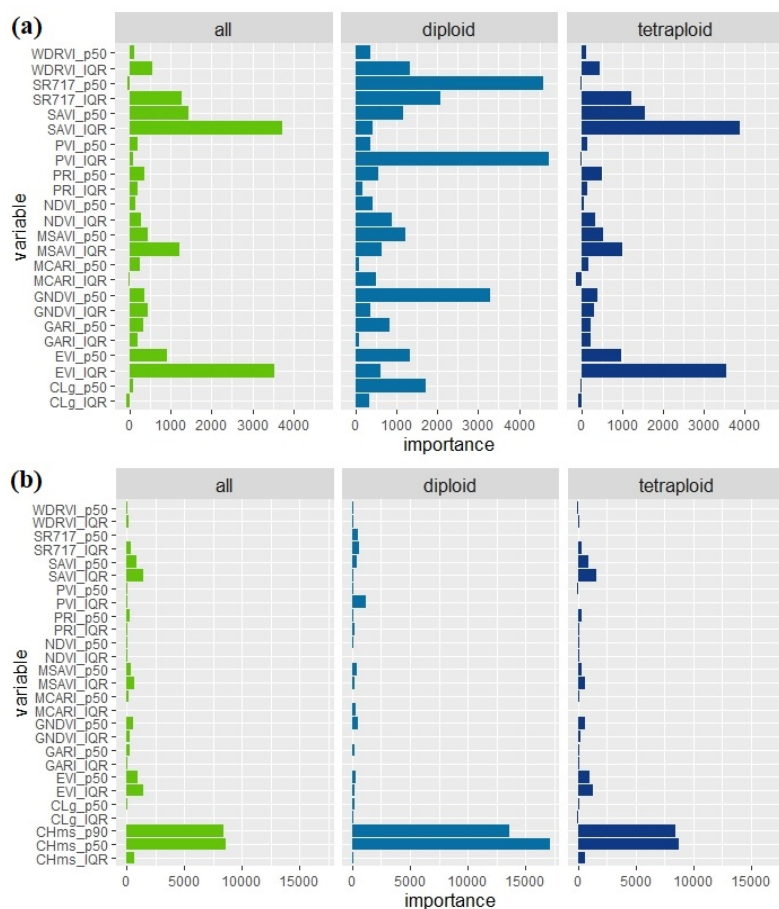 (a)
all diploid tetraploid
WDRVI_p50
WDRVI_IQR
SR717_p50
SR717_IQR
SAVI_p50
SAVI_IQR
PVI_p50
PVI_IQR
PRI_p50
PRI_IQR
NDVI_p50
NDVI_IQR
MSAVI_p50
MSAVI_IQR
MCARI_p50
MCARI_IQR
GNDVI_p50
GNDVI_IQR
GARI_p50
GARI_IQR
EVI_p50
EVI_IQR
CLg_p50
CLg_IQR
variable
0 1000 2000 3000 4000 0 1000 2000 3000 4000 0 1000 2000 3000 4000
importance
(b)
all diploid tetraploid
WDRVI_p50
WDRVI_IQR
SR717_p50
SR717_IQR
SAVI_p50
SAVI_IQR
PVI_p50
PVI_IQR
PRI_p50
PRI_IQR
NDVI_p50
NDVI_IQR
MSAVI_p50
MSAVI_IQR
MCARI_p50
MCARI_IQR
GNDVI_p50
GNDVI_IQR
GARI_p50
GARI_IQR
EVI_p50
EVI_IQR
CLg_p50
CLg_IQR
CHms_p90
CHms_p50
CHms_IQR
variable
0 5000 10000 15000 0 5000 10000 15000 0 5000 10000 15000
importance